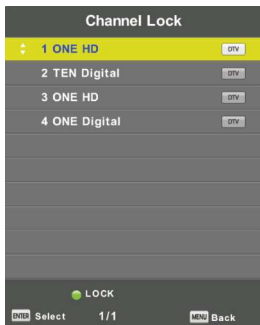 Channel Lock
1 ONE HD DTV
2 TEN Digital DTV
3 ONE HD DTV
4 ONE Digital DTV
LOCK
ENTER Select 1/1 MENU Back